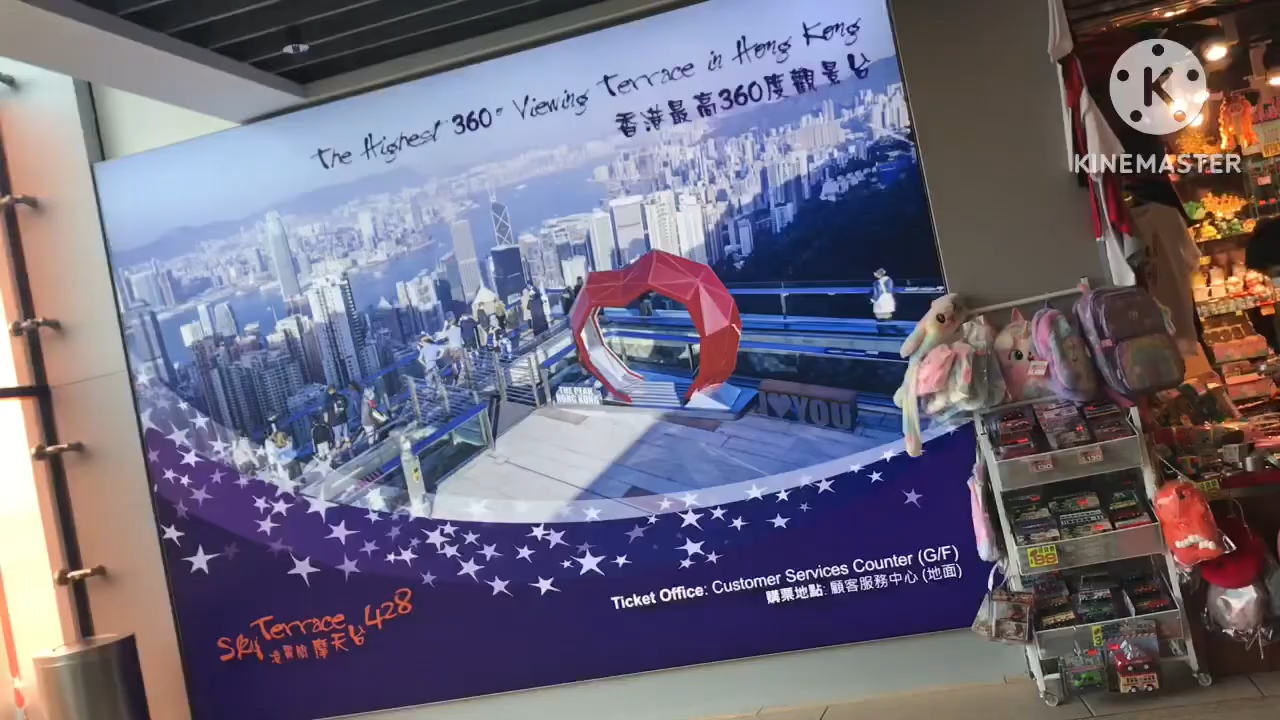 The Highest 360° Viewing Terrace in Hong Kong
香港最高360度觀景台
K
KINEMASTER
THE PEAK
HONG KONG
I ♥ YOU
Ticket Office: Customer Services Counter (G/F)
購票地點: 顧客服務中心 (地面)
Sky Terrace 428
凌霄閣摩天台